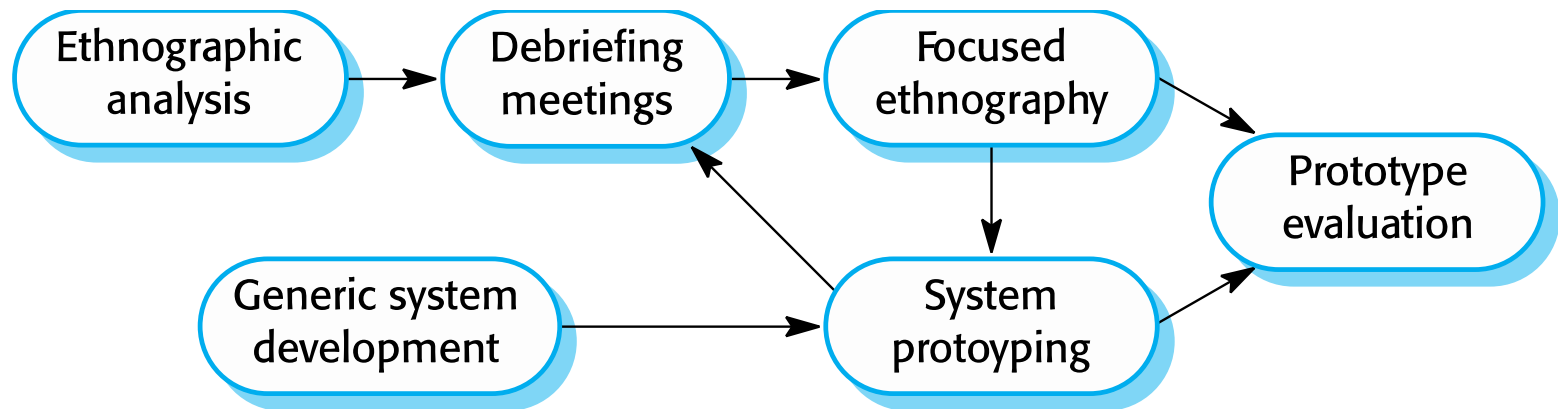 Ethnographic
analysis
Debriefing
meetings
Focused
ethnography
Prototype
evaluation
Generic system
development
System
protoyping